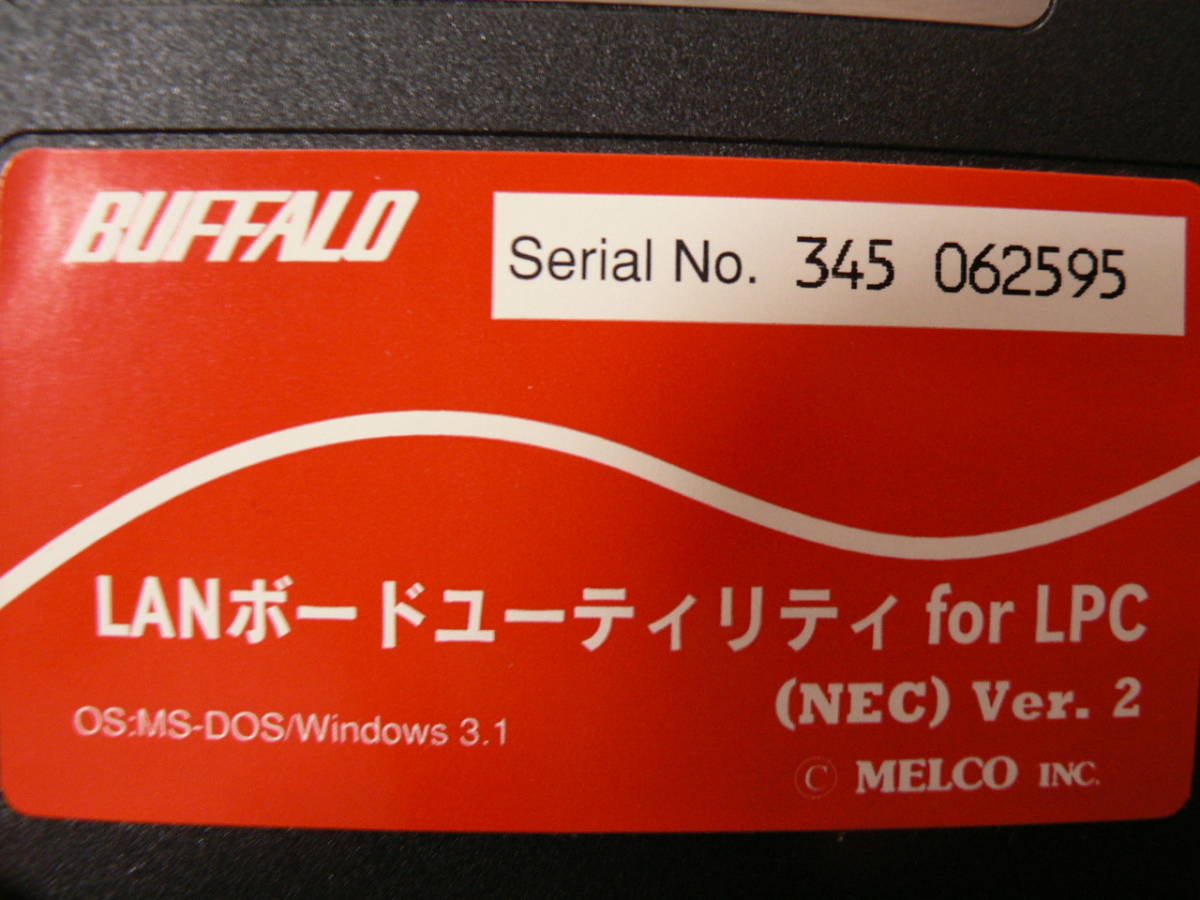 BUFFALO
Serial No. 345 062595
LANボードユーティリティ for LPC
(NEC) Ver. 2
OS:MS-DOS/Windows 3.1
© MELCO INC.